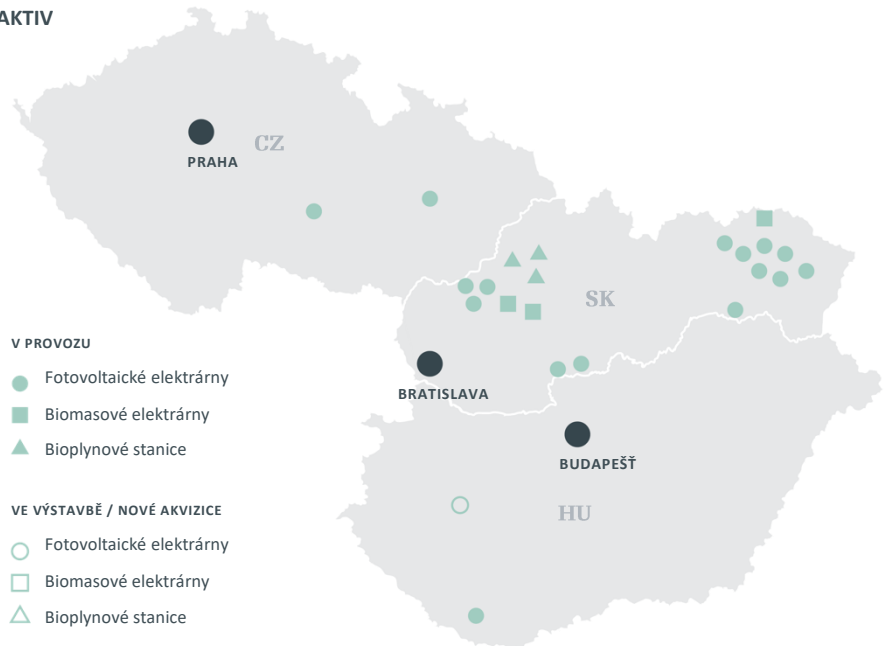 AKTIV
CZ
PRAHA
SK
V PROVOZU
Fotovoltaické elektrárny
Biomasové elektrárny
Bioplynové stanice
BRATISLAVA
BUDAPEŠŤ
HU
VE VÝSTAVBĚ / NOVÉ AKVIZICE
Fotovoltaické elektrárny
Biomasové elektrárny
Bioplynové stanice